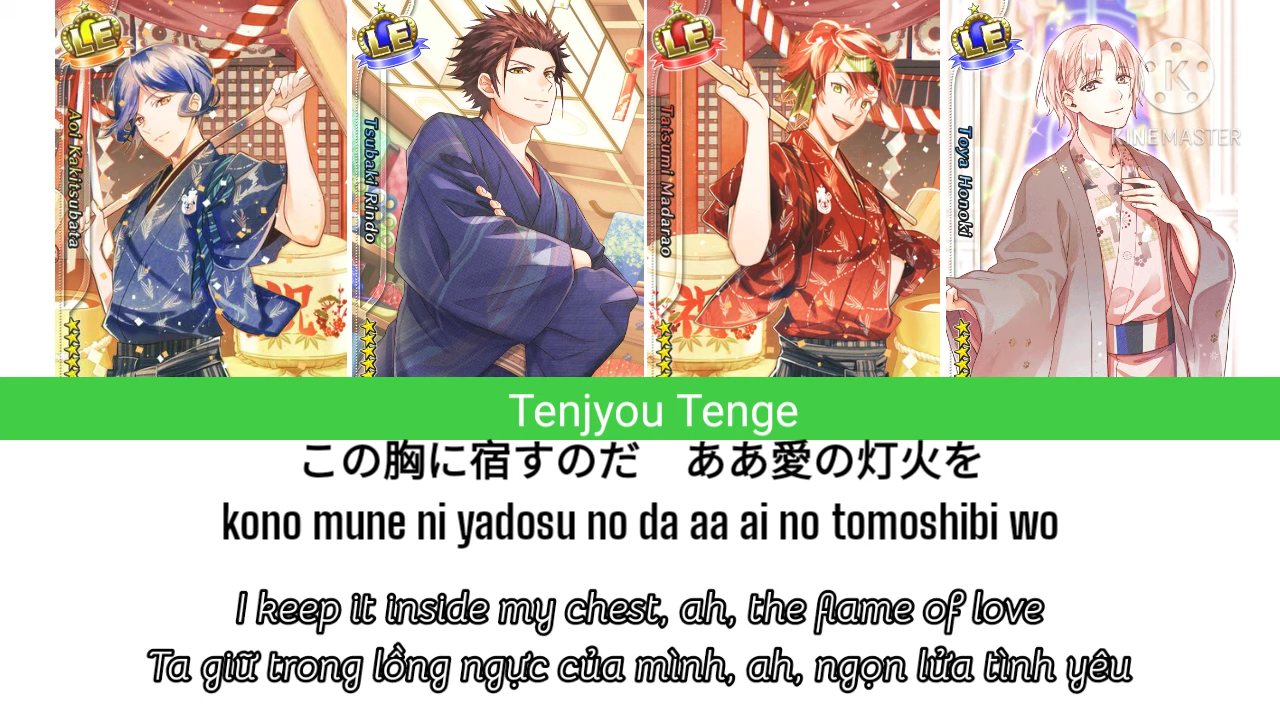 LE
LE
LE
LE
Aoi Kakitsubata
Tsubaki Rindo
Tatsumi Madarao
Toya Honoki
K
KINEMASTER
祝
祝
Tenjyou Tenge
この胸に宿すのだ　ああ愛の灯火を
kono mune ni yadosu no da aa ai no tomoshibi wo
I keep it inside my chest, ah, the flame of love
Ta giữ trong lồng ngực của mình, ah, ngọn lửa tình yêu